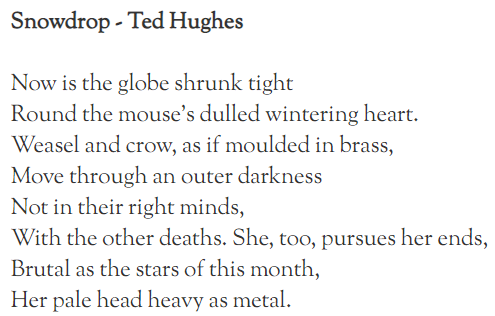 Snowdrop - Ted Hughes
Now is the globe shrunk tight
Round the mouse’s dulled wintering heart.
Weasel and crow, as if moulded in brass,
Move through an outer darkness
Not in their right minds,
With the other deaths. She, too, pursues her ends,
Brutal as the stars of this month,
Her pale head heavy as metal.